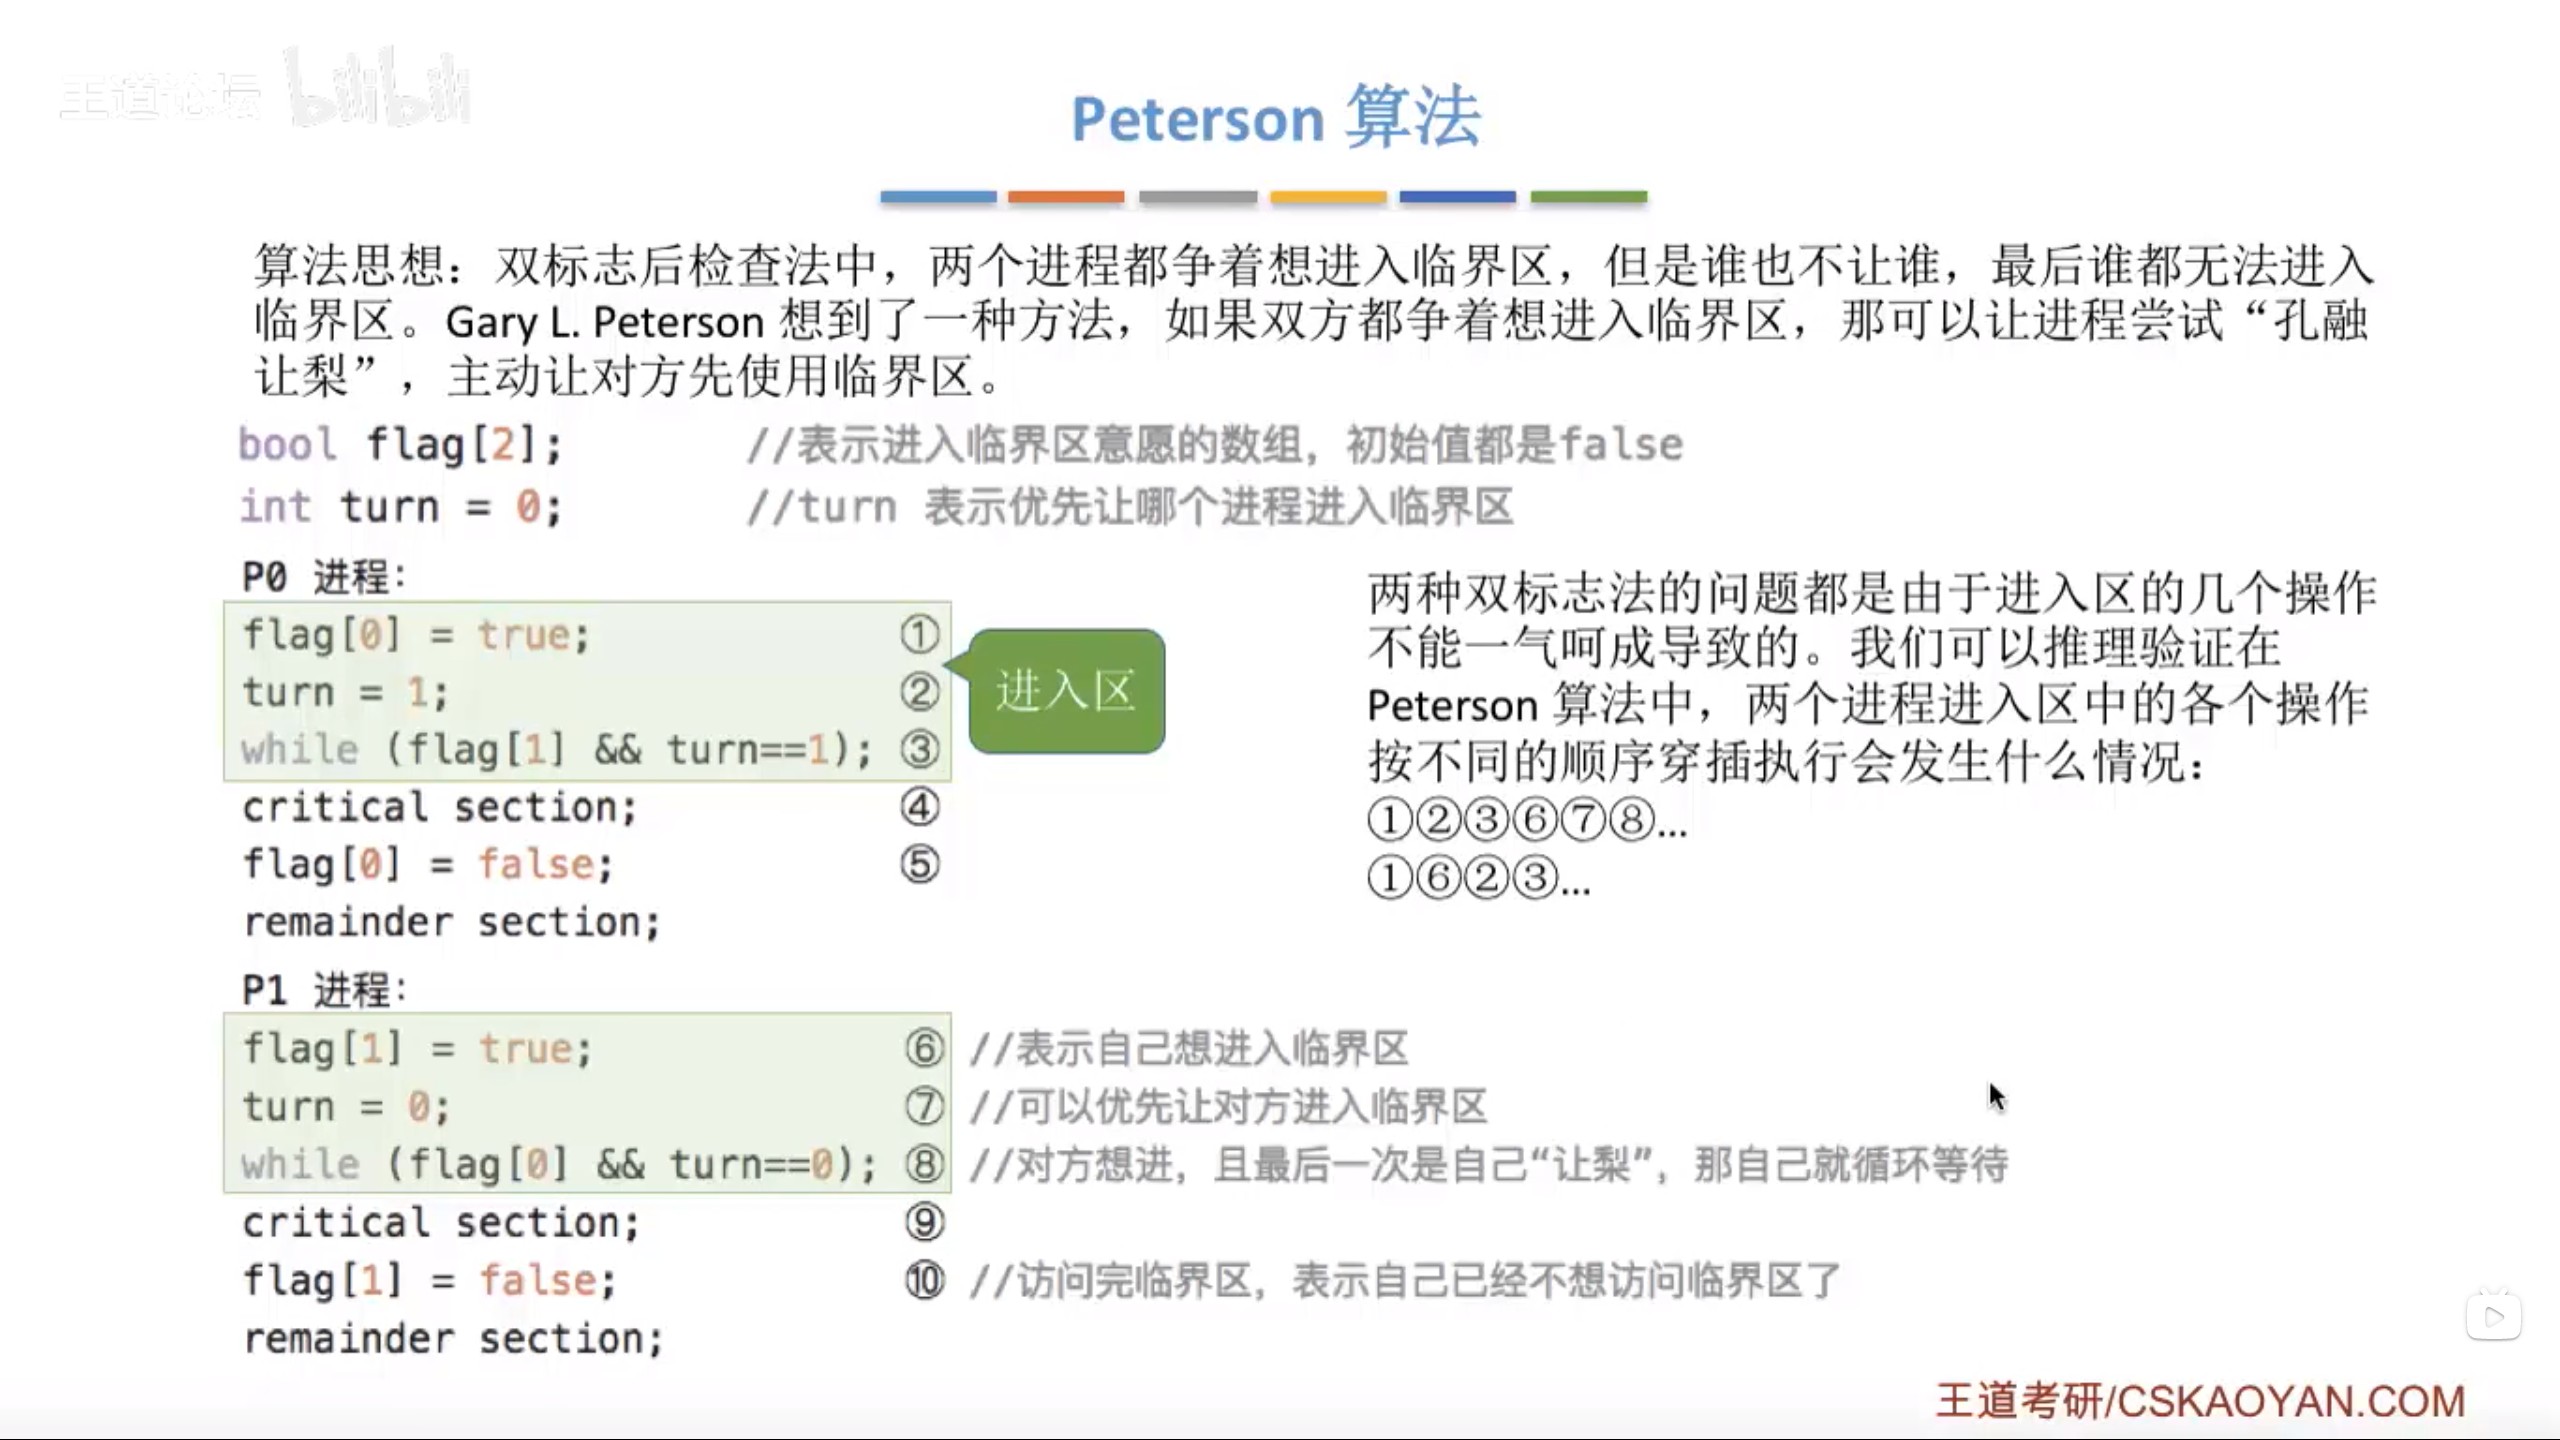 王道论坛 bilibili
Peterson 算法
算法思想：双标志后检查法中，两个进程都争着想进入临界区，但是谁也不让谁，最后谁都无法进入
临界区。Gary L. Peterson 想到了一种方法，如果双方都争着想进入临界区，那可以让进程尝试“孔融
让梨”，主动让对方先使用临界区。
bool flag[2]; //表示进入临界区意愿的数组，初始值都是false
int turn = 0; //turn 表示优先让哪个进程进入临界区
P0 进程：
flag[0] = true; ①
turn = 1; ②
while (flag[1] && turn==1); ③
critical section; ④
flag[0] = false; ⑤
remainder section;
进入区
两种双标志法的问题都是由于进入区的几个操作
不能一气呵成导致的。我们可以推理验证在
Peterson 算法中，两个进程进入区中的各个操作
按不同的顺序穿插执行会发生什么情况：
①②③⑥⑦⑧...
①⑥②③...
P1 进程：
flag[1] = true; ⑥ //表示自己想进入临界区
turn = 0; ⑦ //可以优先让对方进入临界区
while (flag[0] && turn==0); ⑧ //对方想进，且最后一次是自己“让梨”，那自己就循环等待
critical section; ⑨
flag[1] = false; ⑩ //访问完临界区，表示自己已经不想访问临界区了
remainder section;
王道考研/CSKAOYAN.COM